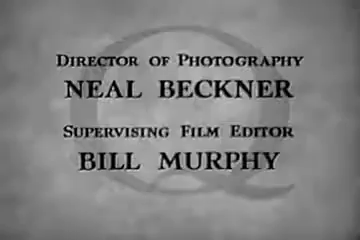 Director of Photography
NEAL BECKNER
Supervising Film Editor
BILL MURPHY
Q